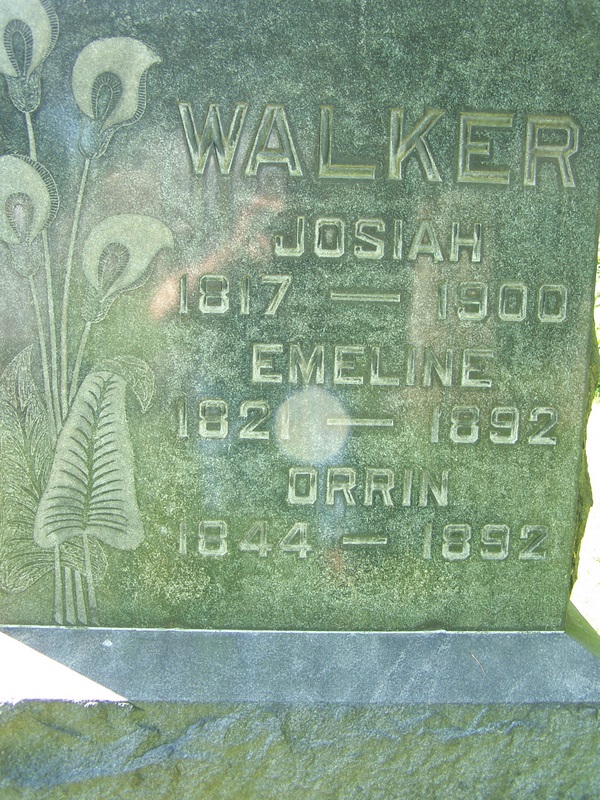 WALKER
JOSIAH
1817 — 1900
EMELINE
1821 — 1892
ORRIN
1844 — 1892